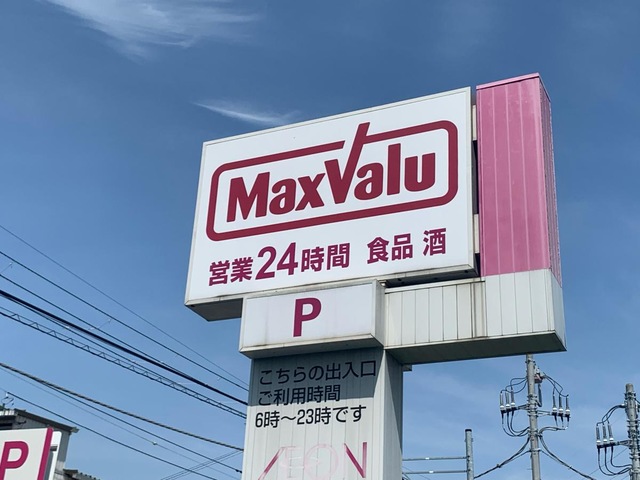 MaxValu
営業24時間 食品 酒
P
こちらの出入口
ご利用時間
6時～23時です
ÆON
P